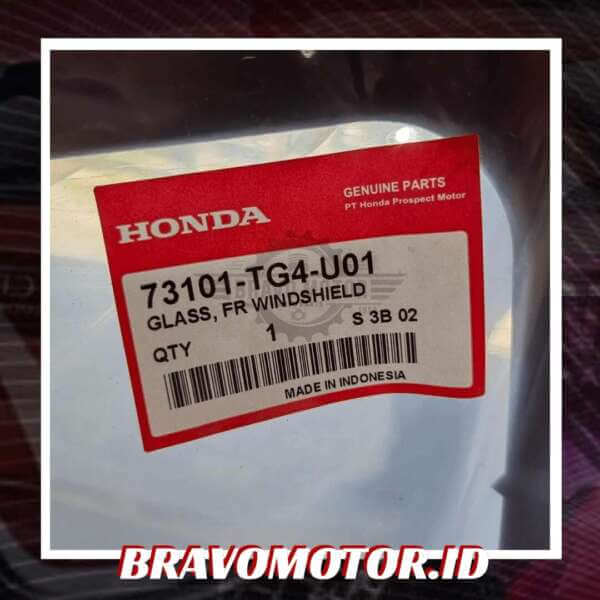 HONDA
GENUINE PARTS
PT Honda Prospect Motor
73101-TG4-U01
GLASS, FR WINDSHIELD
QTY 1 S 3B 02
MADE IN INDONESIA
BRAVOMOTOR.ID